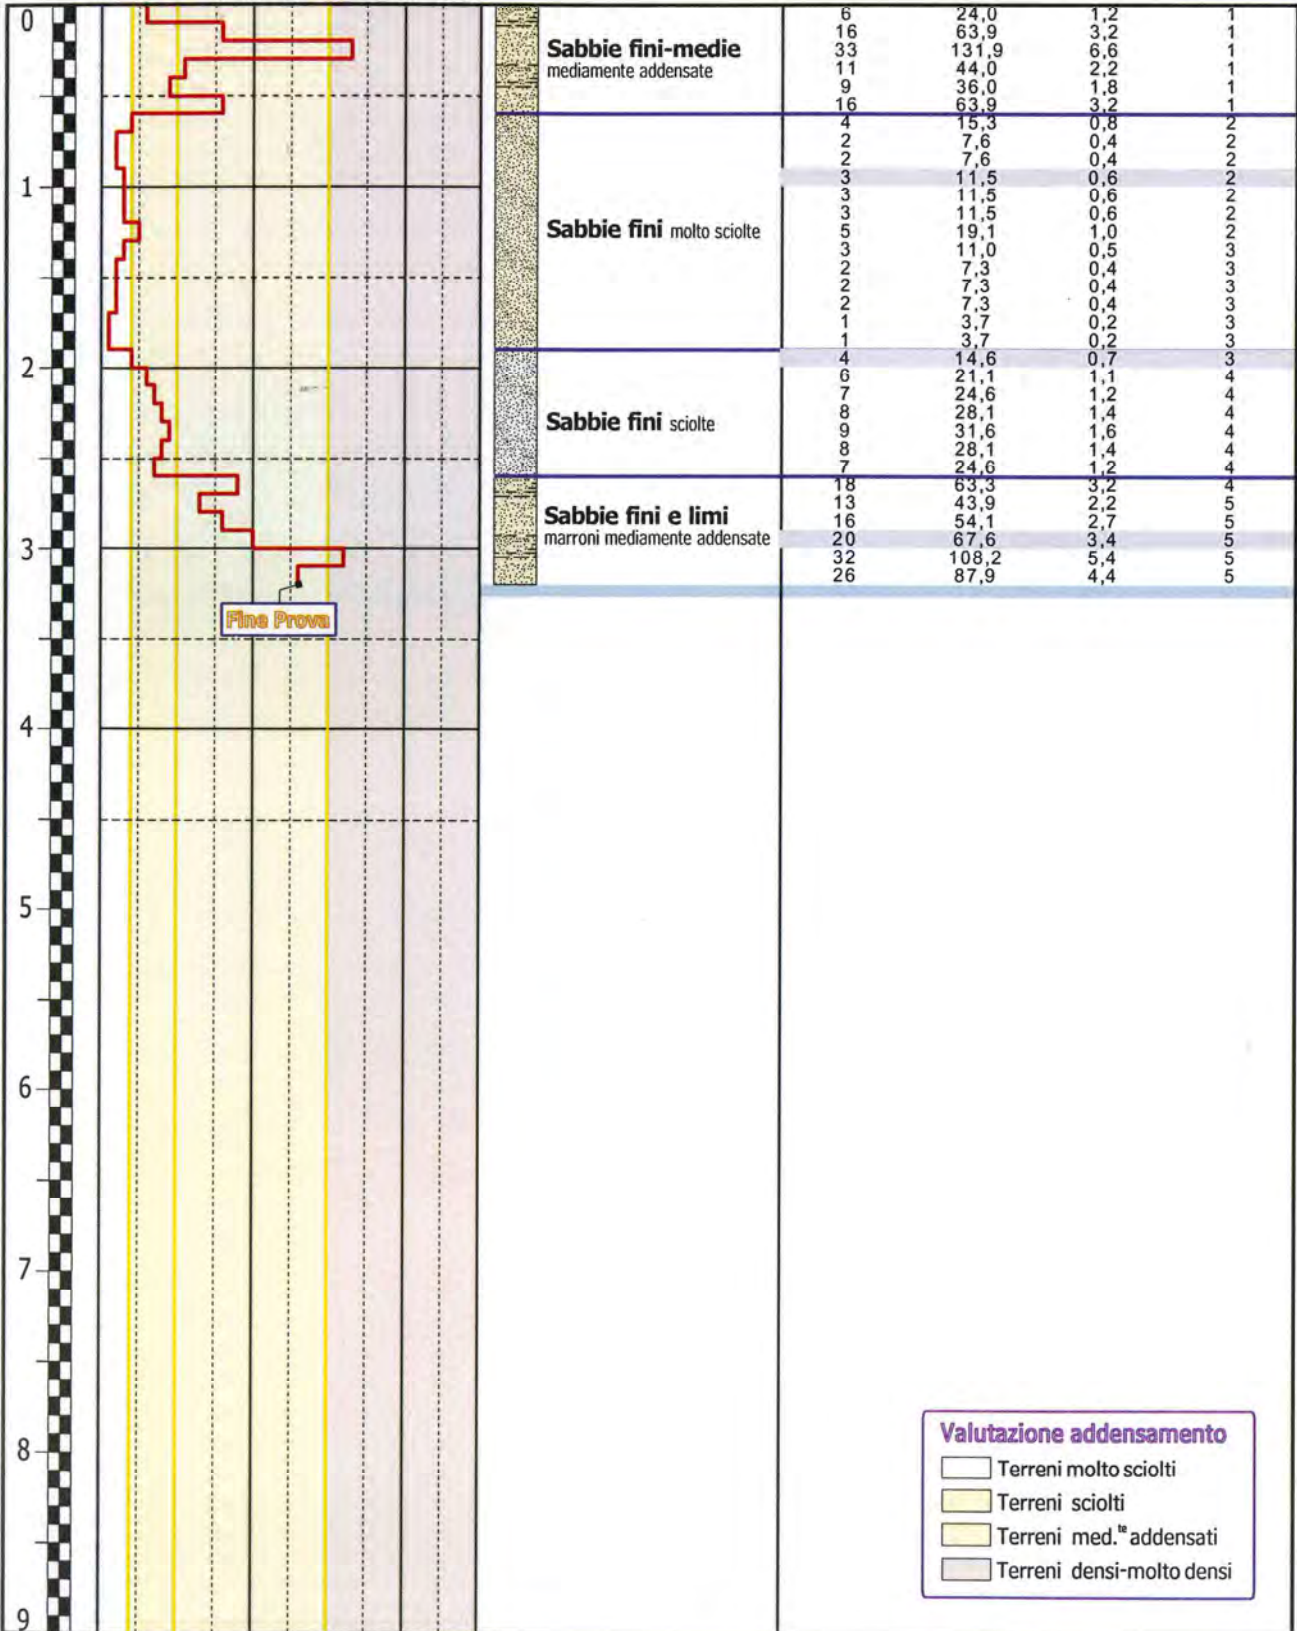 0
6 24,0 1,2 1
16 63,9 3,2 1
Sabbie fini-medie
33 131,9 6,6 1
mediamente addensate
11 44,0 2,2 1
9 36,0 1,8 1
16 63,9 3,2 1
4 15,3 0,8 2
2 7,6 0,4 2
2 7,6 0,4 2
1
3 11,5 0,6 2
3 11,5 0,6 2
3 11,5 0,6 2
Sabbie fini molto sciolte
5 19,1 1,0 2
3 11,0 0,5 3
2 7,3 0,4 3
2 7,3 0,4 3
2 7,3 0,4 3
1 3,7 0,2 3
1 3,7 0,2 3
2
4 14,6 0,7 3
6 21,1 1,1 4
7 24,6 1,2 4
8 28,1 1,4 4
Sabbie fini sciolte
9 31,6 1,6 4
8 28,1 1,4 4
7 24,6 1,2 4
18 63,3 3,2 4
13 43,9 2,2 5
Sabbie fini e limi
16 54,1 2,7 5
marroni mediamente addensate
20 67,6 3,4 5
3
32 108,2 5,4 5
26 87,9 4,4 5
Fine Prova
4
5
6
7
8
9
Valutazione addensamento
Terreni molto sciolti
Terreni sciolti
Terreni med.te addensati
Terreni densi-molto densi